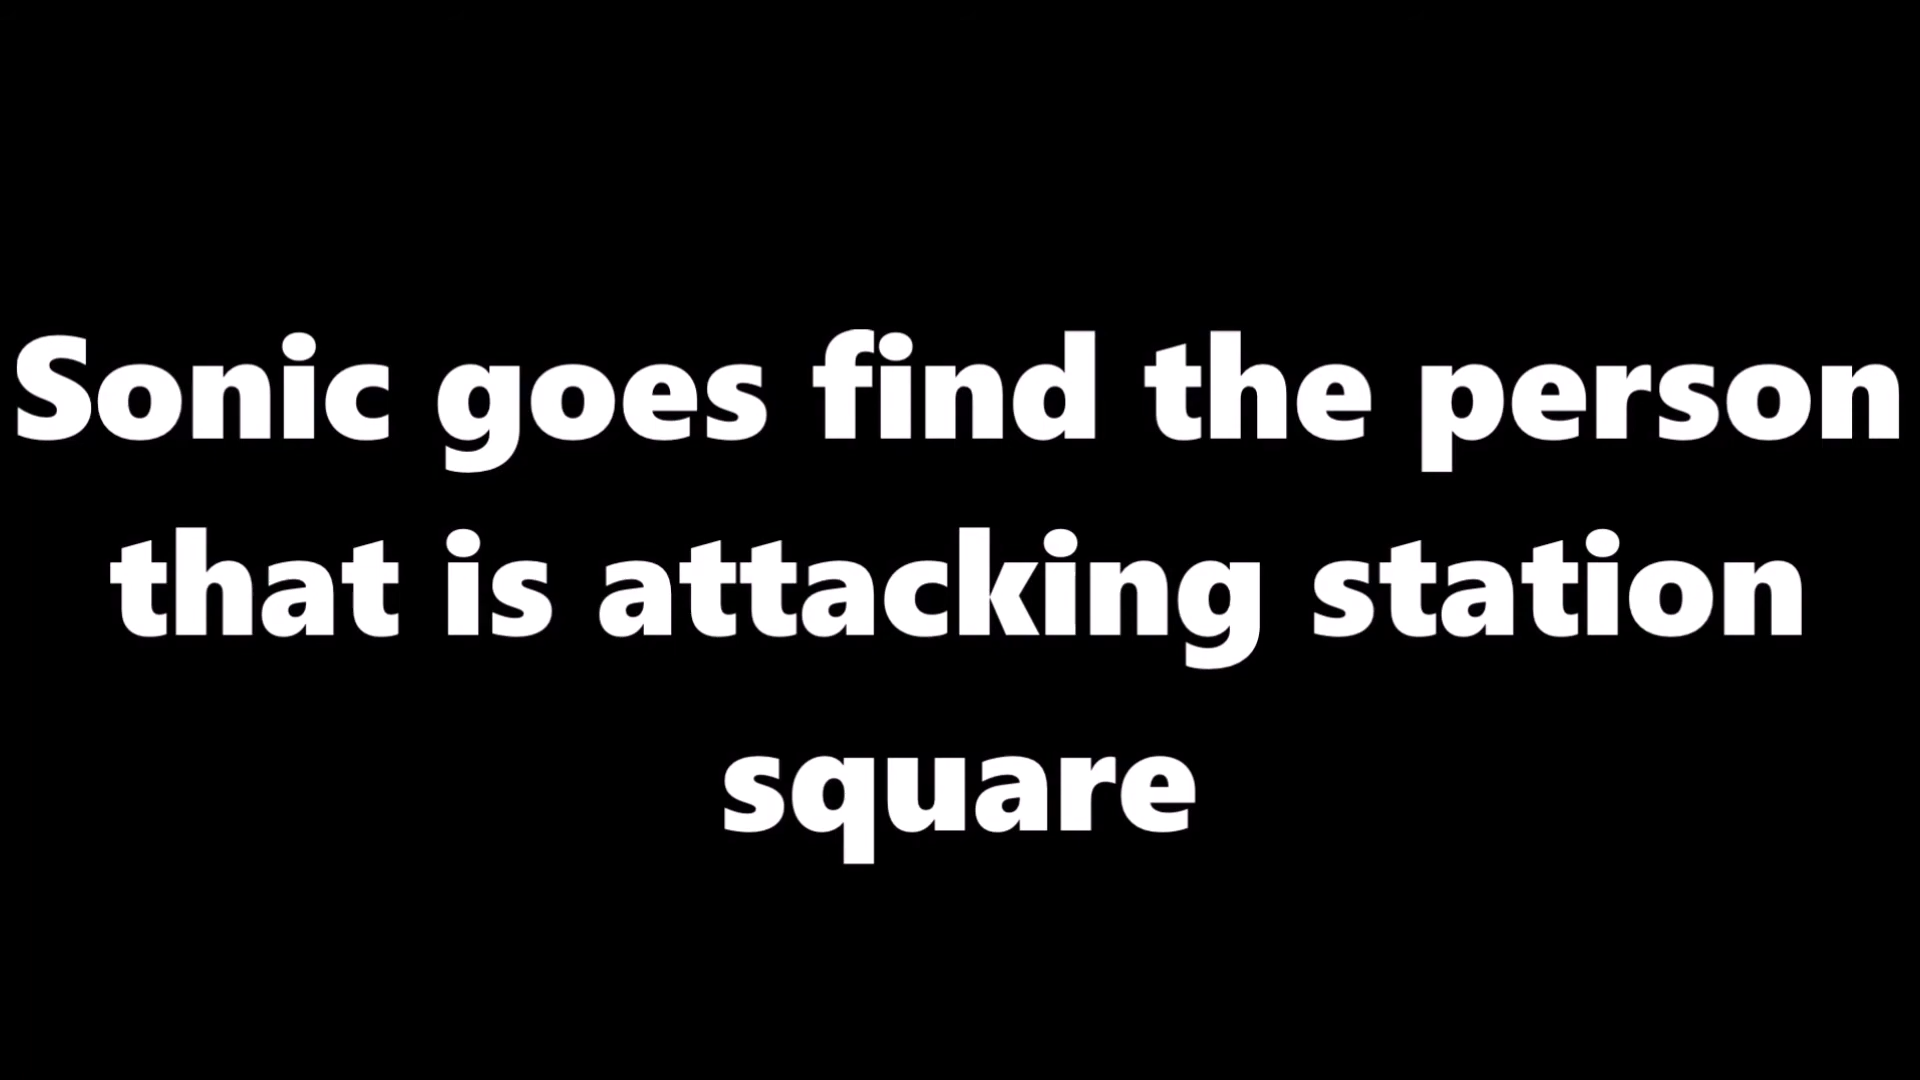 Sonic goes find the person
that is attacking station
square